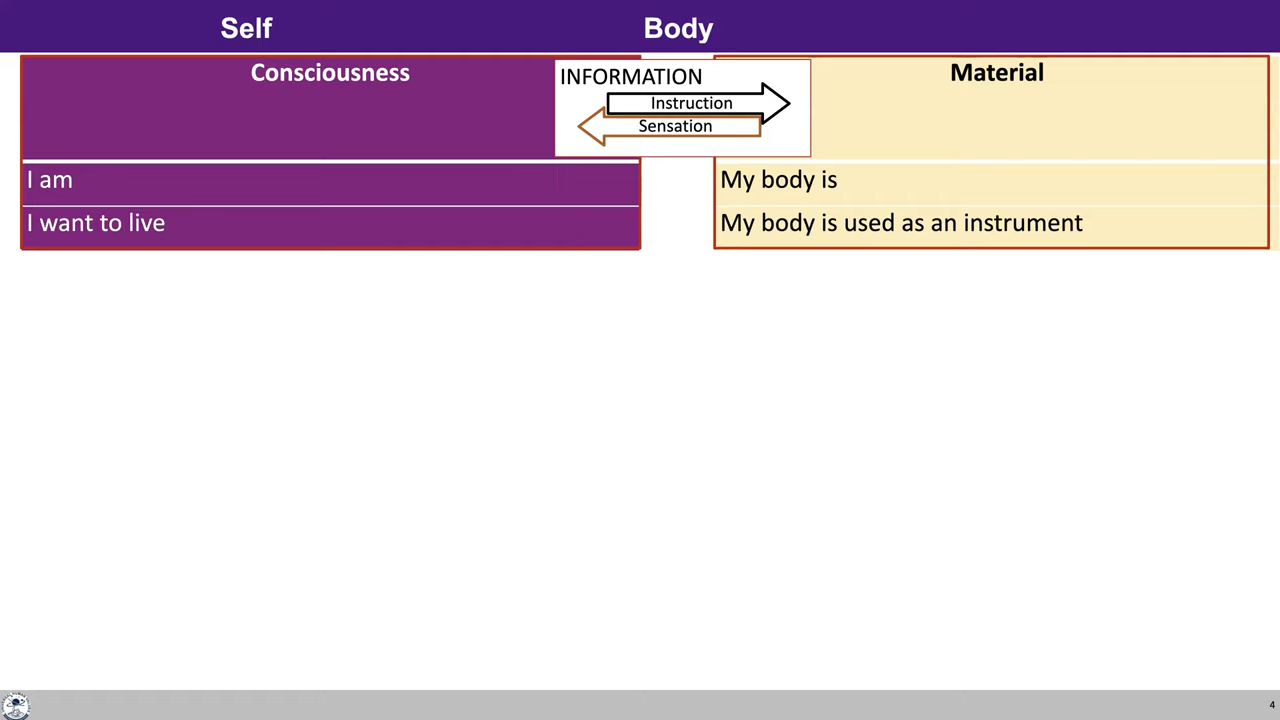 Self
Body
Consciousness
INFORMATION
Instruction
Sensation
Material
I am
My body is
I want to live
My body is used as an instrument
4